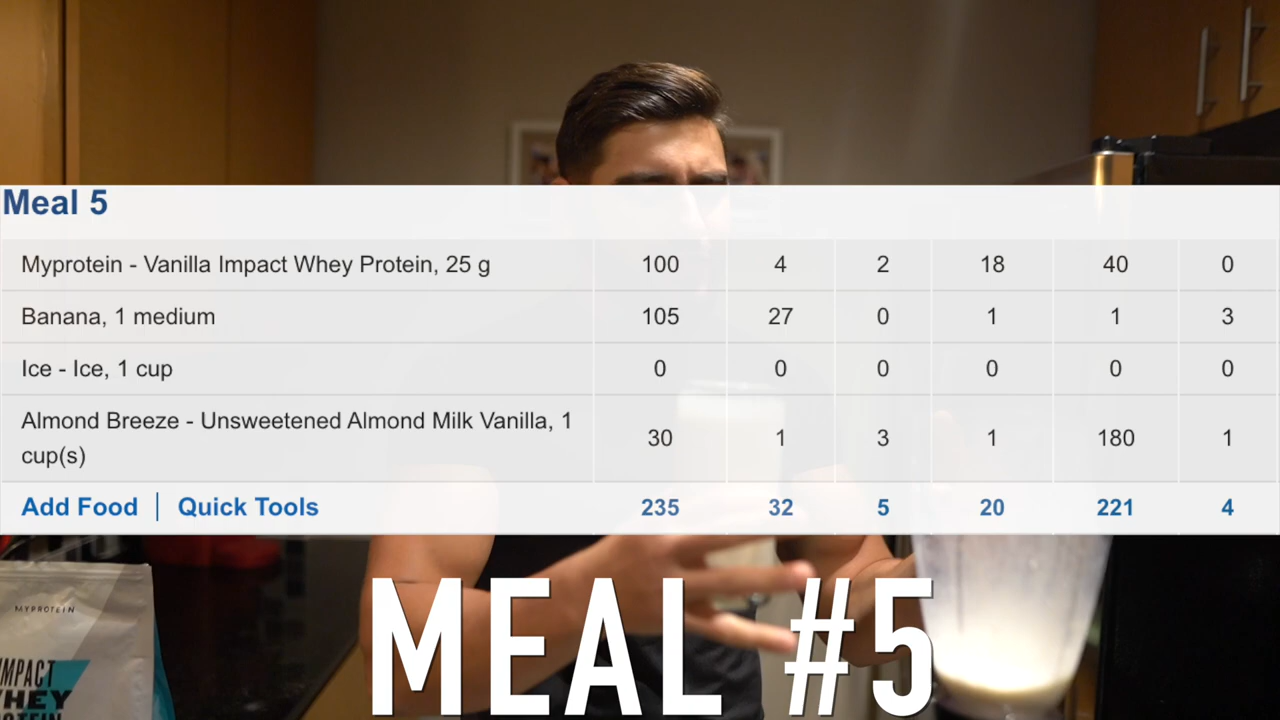 Meal 5
Myprotein - Vanilla Impact Whey Protein, 25 g 100 4 2 18 40 0
Banana, 1 medium 105 27 0 1 1 3
Ice - Ice, 1 cup 0 0 0 0 0 0
Almond Breeze - Unsweetened Almond Milk Vanilla, 1
cup(s) 30 1 3 1 180 1
Add Food | Quick Tools 235 32 5 20 221 4
MYPROTEIN
IMPACT
WHEY
PROTEIN
MEAL #5